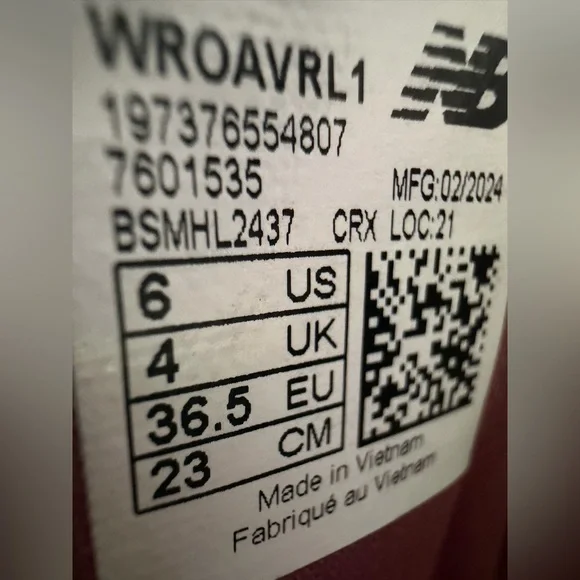 WROAVRL1
NB
197376554807
7601535 MFG:02/2024
BSMHL2437 CRX LOC:21
6 US
4 UK
36.5 EU
23 CM
Made in Vietnam
Fabriqué au Vietnam